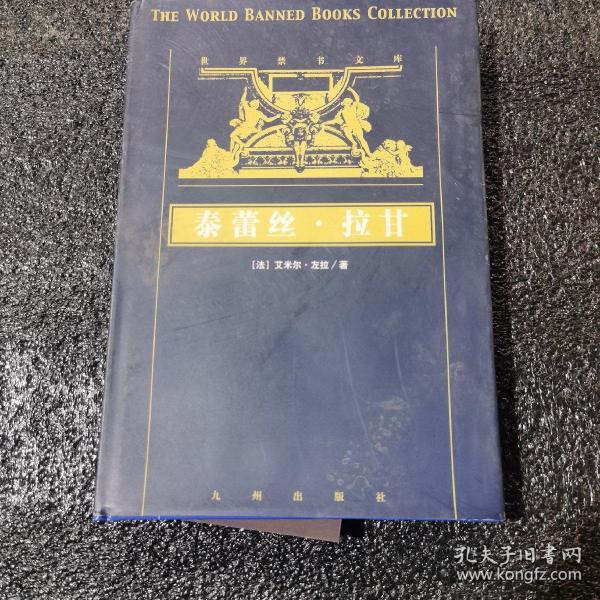 THE WORLD BANNED BOOKS COLLECTION
世界禁书文库
泰蕾丝·拉甘
[法] 艾米尔·左拉/著
九州出版社
孔夫子旧书网
www.kongfz.com